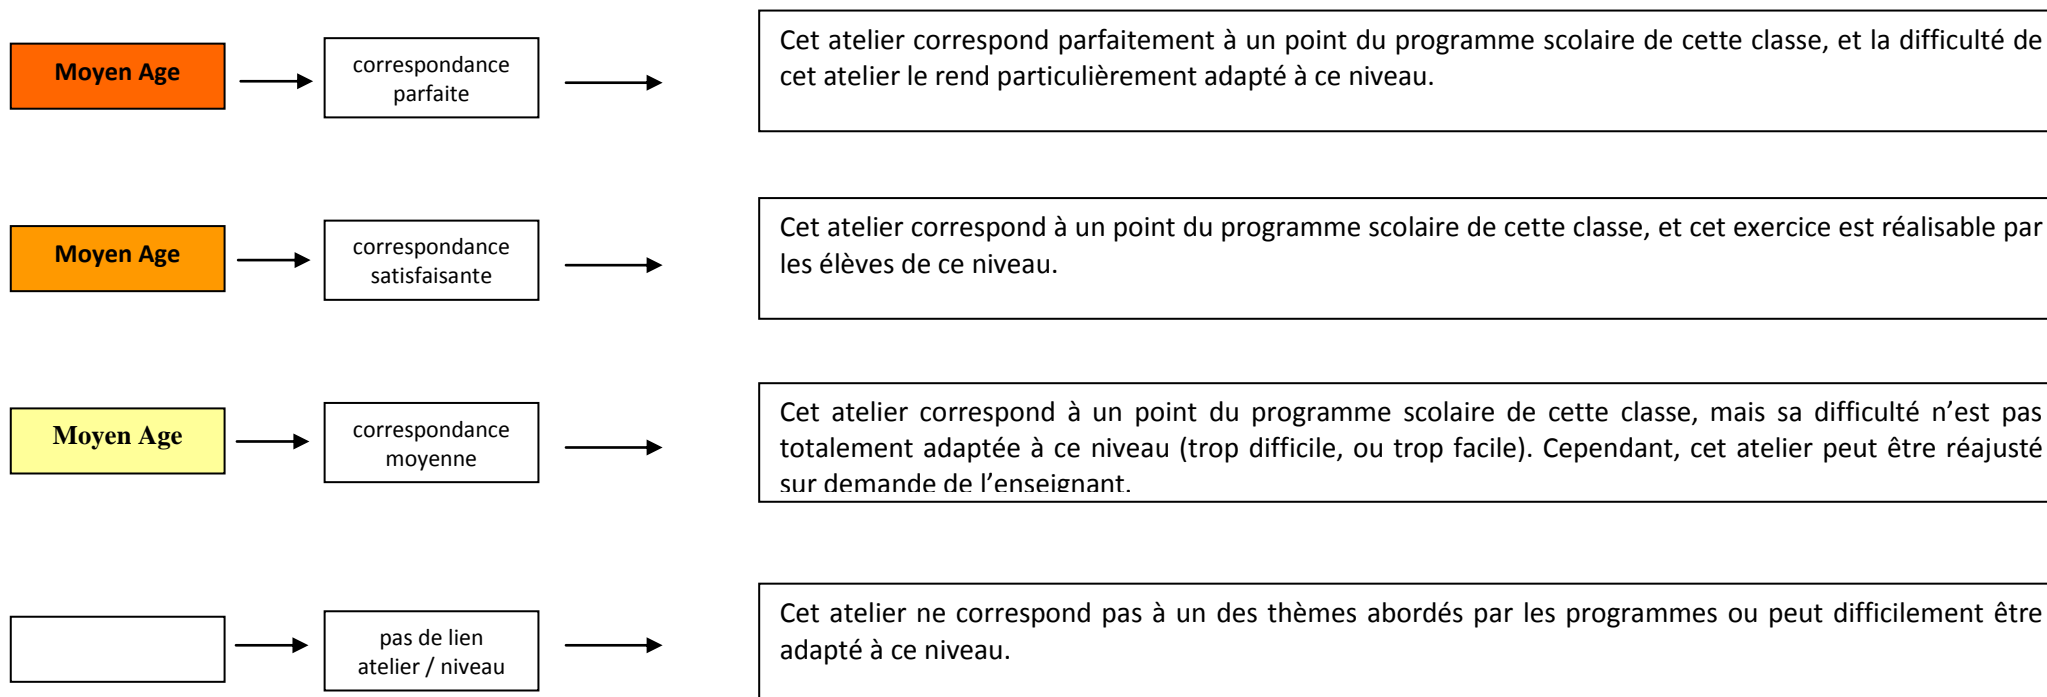 Moyen Age
correspondance
parfaite
Cet atelier correspond parfaitement à un point du programme scolaire de cette classe, et la difficulté de
cet atelier le rend particulièrement adapté à ce niveau.
Moyen Age
correspondance
satisfaisante
Cet atelier correspond à un point du programme scolaire de cette classe, et cet exercice est réalisable par
les élèves de ce niveau.
Moyen Age
correspondance
moyenne
Cet atelier correspond à un point du programme scolaire de cette classe, mais sa difficulté n’est pas
totalement adaptée à ce niveau (trop difficile, ou trop facile). Cependant, cet atelier peut être réajusté
sur demande de l’enseignant.
pas de lien
atelier / niveau
Cet atelier ne correspond pas à un des thèmes abordés par les programmes ou peut difficilement être
adapté à ce niveau.